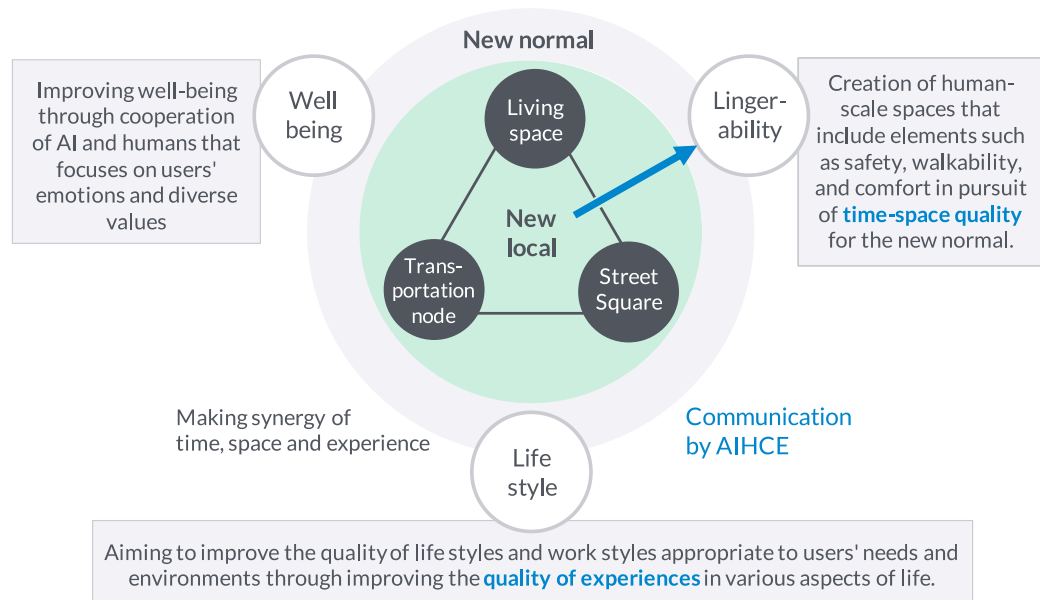 New normal
Improving well-being
through cooperation
of AI and humans that
focuses on users'
emotions and diverse
values
Well
being
Living
space
Linger-
ability
Creation of human-
scale spaces that
include elements such
as safety, walkability,
and comfort in pursuit
of time-space quality
for the new normal.
New
local
Trans-
portation
node
Street
Square
Making synergy of
time, space and experience
Communication
by AIHCE
Life
style
Aiming to improve the quality of life styles and work styles appropriate to users' needs and
environments through improving the quality of experiences in various aspects of life.